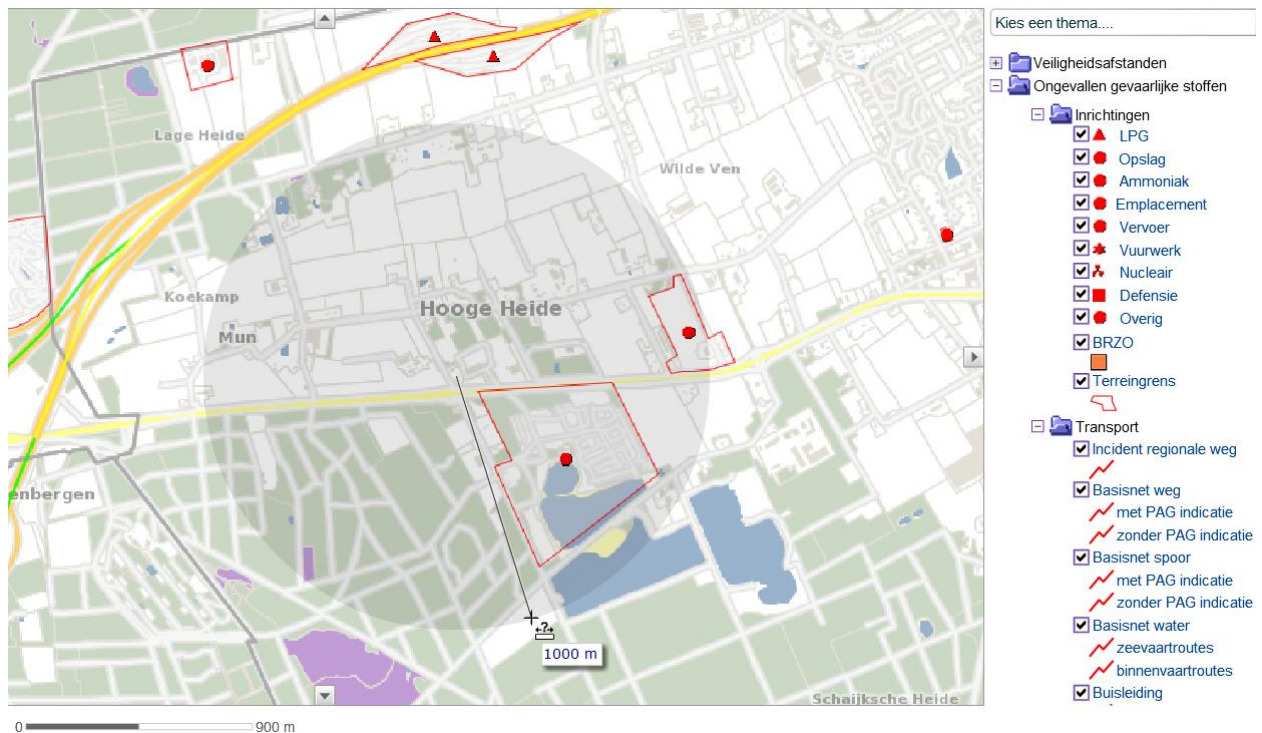 Lage Heide
Wilde Ven
Koekamp
Hooge Heide
Mun
enbergen
1000 m
Schaijksche Heide
0 900 m
Kies een thema....
Veiligheidsafstanden
Ongevallen gevaarlijke stoffen
Inrichtingen
LPG
Opslag
Ammoniak
Emplacement
Vervoer
Vuurwerk
Nucleair
Defensie
Overig
BRZO
Terreingrens
Transport
Incident regionale weg
Basisnet weg
met PAG indicatie
zonder PAG indicatie
Basisnet spoor
met PAG indicatie
zonder PAG indicatie
Basisnet water
zeevaartroutes
binnenvaartroutes
Buisleiding